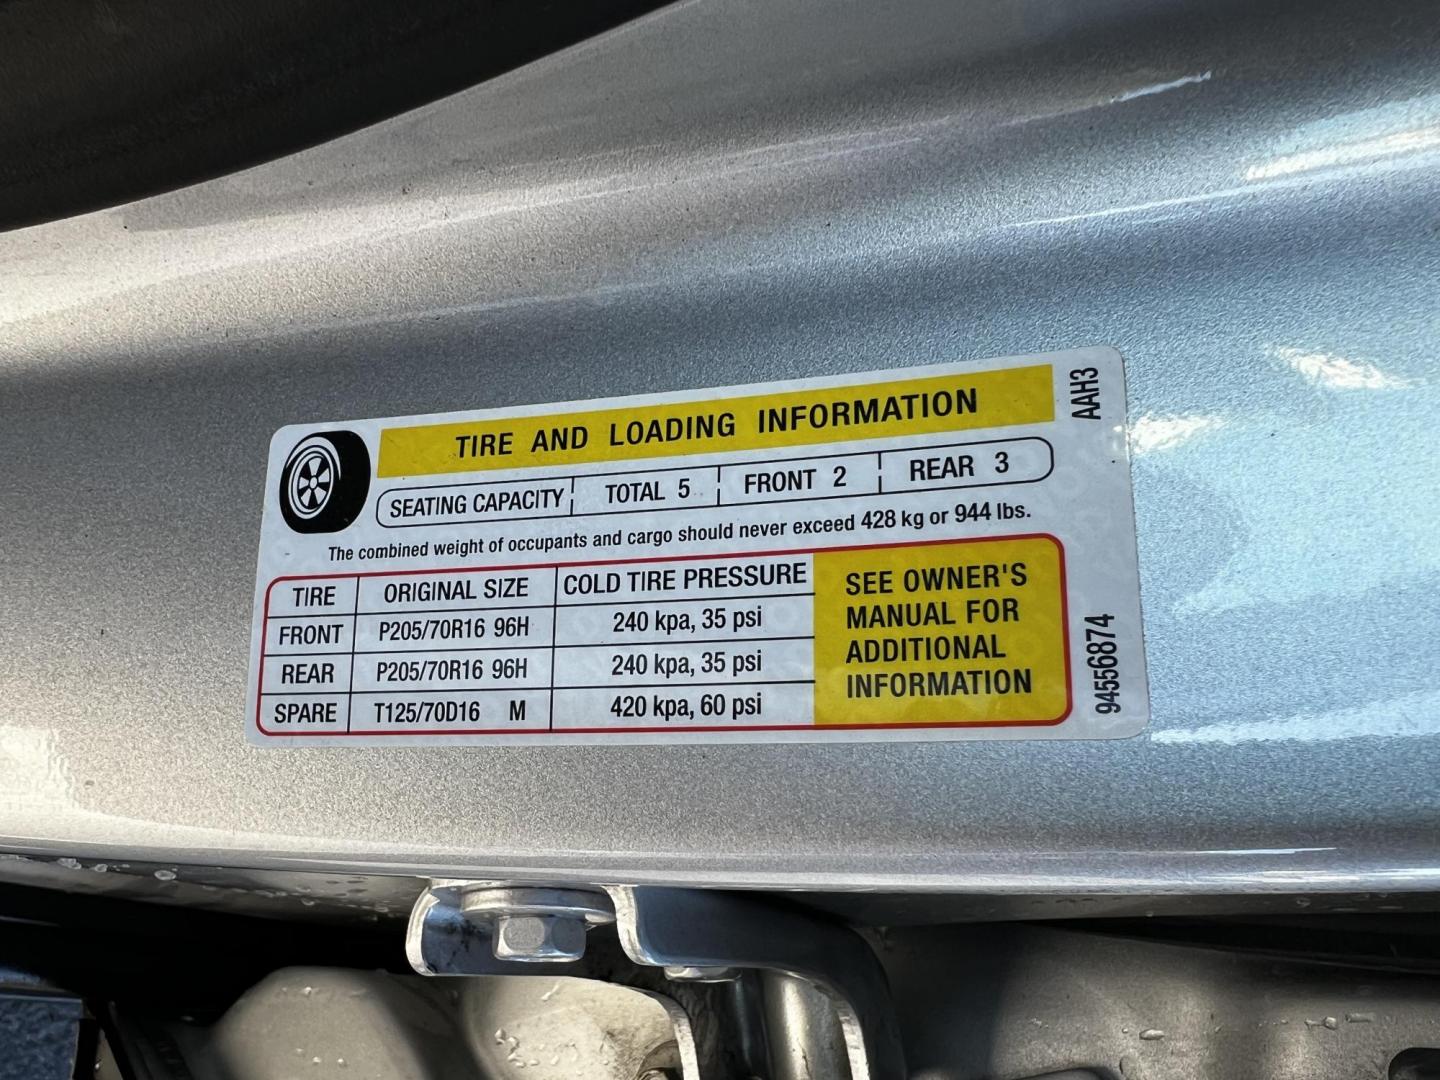 TIRE AND LOADING INFORMATION
AAH3
SEATING CAPACITY TOTAL 5 FRONT 2 REAR 3
The combined weight of occupants and cargo should never exceed 428 kg or 944 lbs.
TIRE ORIGINAL SIZE COLD TIRE PRESSURE
FRONT P205/70R16 96H 240 kpa, 35 psi
REAR P205/70R16 96H 240 kpa, 35 psi
SPARE T125/70D16 M 420 kpa, 60 psi
SEE OWNER'S
MANUAL FOR
ADDITIONAL
INFORMATION
94556874